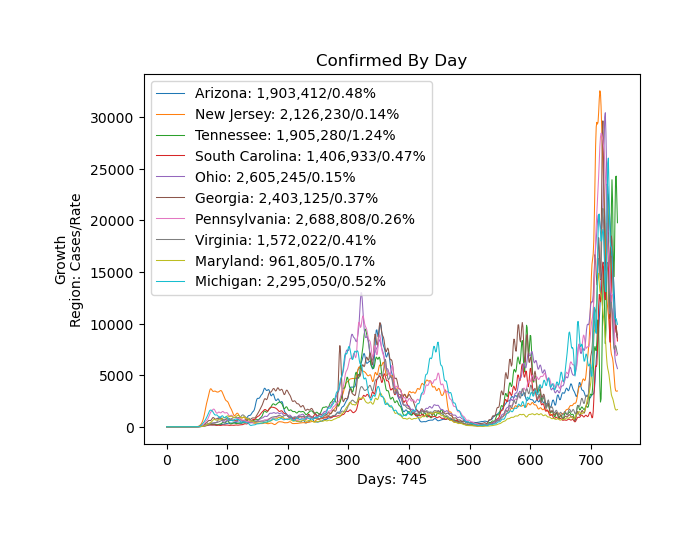 Confirmed By Day
Growth
Region: Cases/Rate
30000
25000
20000
15000
10000
5000
0
Arizona: 1,903,412/0.48%
New Jersey: 2,126,230/0.14%
Tennessee: 1,905,280/1.24%
South Carolina: 1,406,933/0.47%
Ohio: 2,605,245/0.15%
Georgia: 2,403,125/0.37%
Pennsylvania: 2,688,808/0.26%
Virginia: 1,572,022/0.41%
Maryland: 961,805/0.17%
Michigan: 2,295,050/0.52%
0 100 200 300 400 500 600 700
Days: 745